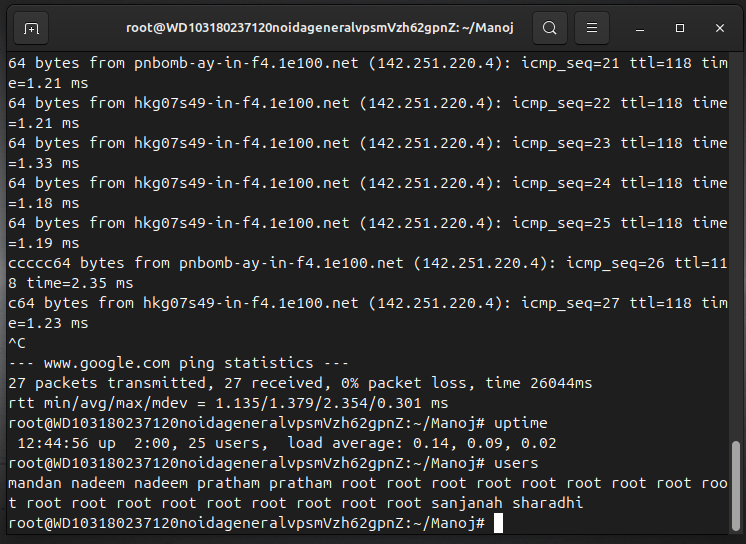 root@WD103180237120noidageneralvpsmVzh62gpnZ: ~/Manoj
64 bytes from pnbomb-ay-in-f4.1e100.net (142.251.220.4): icmp_seq=21 ttl=118 tim
e=1.21 ms
64 bytes from hkg07s49-in-f4.1e100.net (142.251.220.4): icmp_seq=22 ttl=118 time
=1.21 ms
64 bytes from hkg07s49-in-f4.1e100.net (142.251.220.4): icmp_seq=23 ttl=118 time
=1.33 ms
64 bytes from hkg07s49-in-f4.1e100.net (142.251.220.4): icmp_seq=24 ttl=118 time
=1.18 ms
64 bytes from hkg07s49-in-f4.1e100.net (142.251.220.4): icmp_seq=25 ttl=118 time
=1.19 ms
ccccc64 bytes from pnbomb-ay-in-f4.1e100.net (142.251.220.4): icmp_seq=26 ttl=11
8 time=2.35 ms
c64 bytes from hkg07s49-in-f4.1e100.net (142.251.220.4): icmp_seq=27 ttl=118 tim
e=1.23 ms
^C
--- www.google.com ping statistics ---
27 packets transmitted, 27 received, 0% packet loss, time 26044ms
rtt min/avg/max/mdev = 1.135/1.379/2.354/0.301 ms
root@WD103180237120noidageneralvpsmVzh62gpnZ:~/Manoj# uptime
 12:44:56 up  2:00, 25 users,  load average: 0.14, 0.09, 0.02
root@WD103180237120noidageneralvpsmVzh62gpnZ:~/Manoj# users
mandan nadeem nadeem pratham pratham root root root root root root root root roo
t root root root root root root root root root root sanjanah sharadhi
root@WD103180237120noidageneralvpsmVzh62gpnZ:~/Manoj#